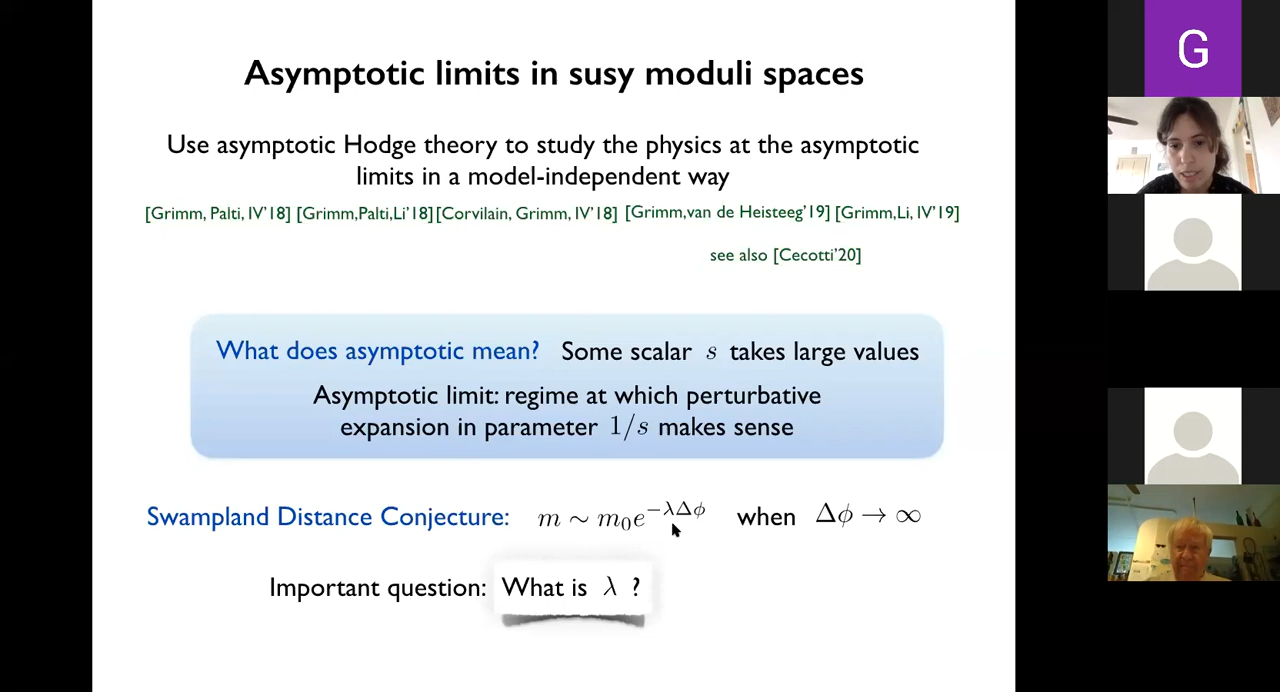 Asymptotic limits in susy moduli spaces
Use asymptotic Hodge theory to study the physics at the asymptotic
limits in a model-independent way
[Grimm, Palti, IV'18] [Grimm,Palti,Li'18] [Corvilain, Grimm, IV'18] [Grimm,van de Heisteeg'19] [Grimm,Li, IV'19]
see also [Cecotti'20]
What does asymptotic mean? Some scalar s takes large values
Asymptotic limit: regime at which perturbative
expansion in parameter 1/s makes sense
Swampland Distance Conjecture: m ∼ m₀e^{−λΔϕ} when Δϕ → ∞
Important question: What is λ ?
G